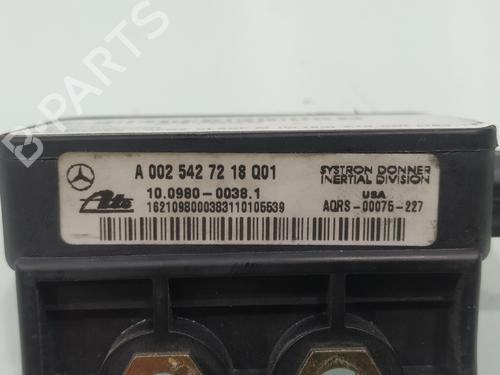 B-PARTS
A 002 542 72 18 Q01
SYSTRON DONNER
INERTIAL DIVISION
Ate
10.0980-0038.1
USA
1621098000383110105539
AQRS-00075-227